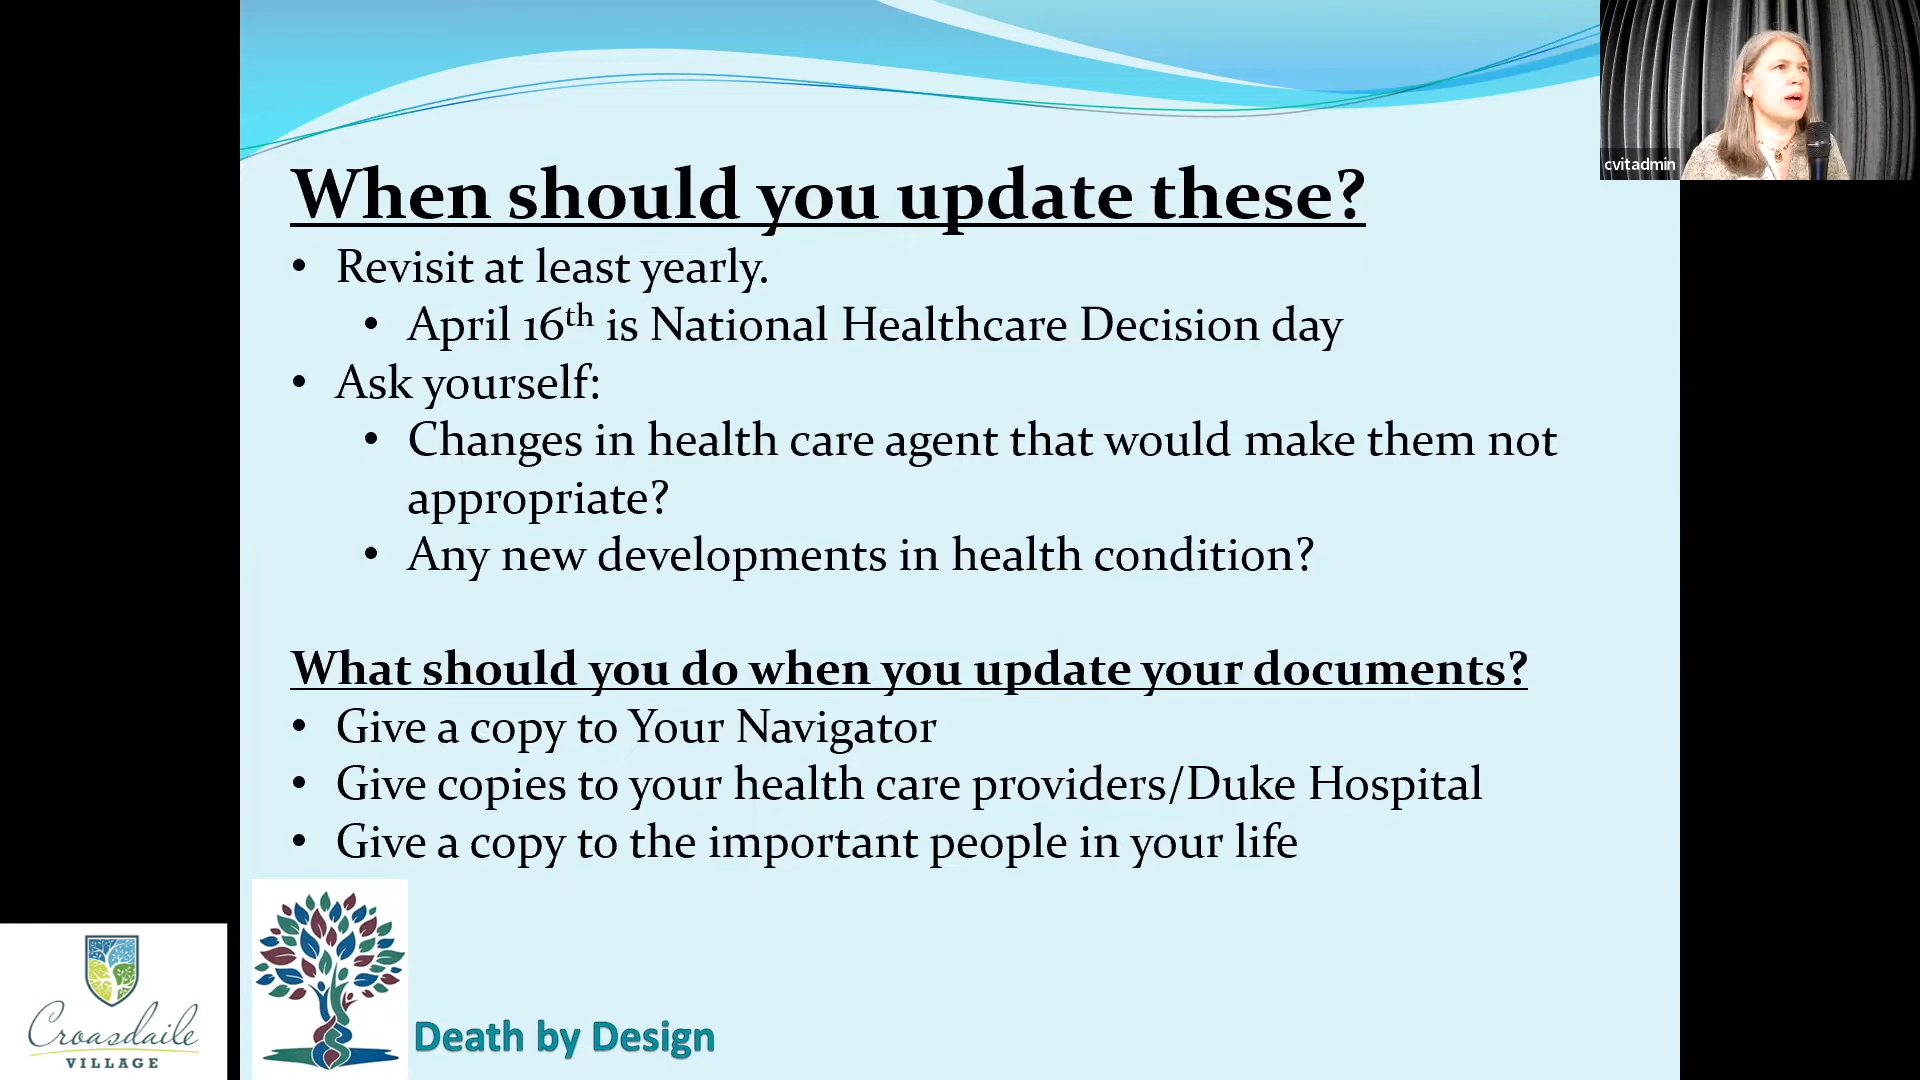 cvitadmin
When should you update these?
• Revisit at least yearly.
• April 16th is National Healthcare Decision day
• Ask yourself:
• Changes in health care agent that would make them not
appropriate?
• Any new developments in health condition?
What should you do when you update your documents?
• Give a copy to Your Navigator
• Give copies to your health care providers/Duke Hospital
• Give a copy to the important people in your life
Croasdaile
VILLAGE
Death by Design